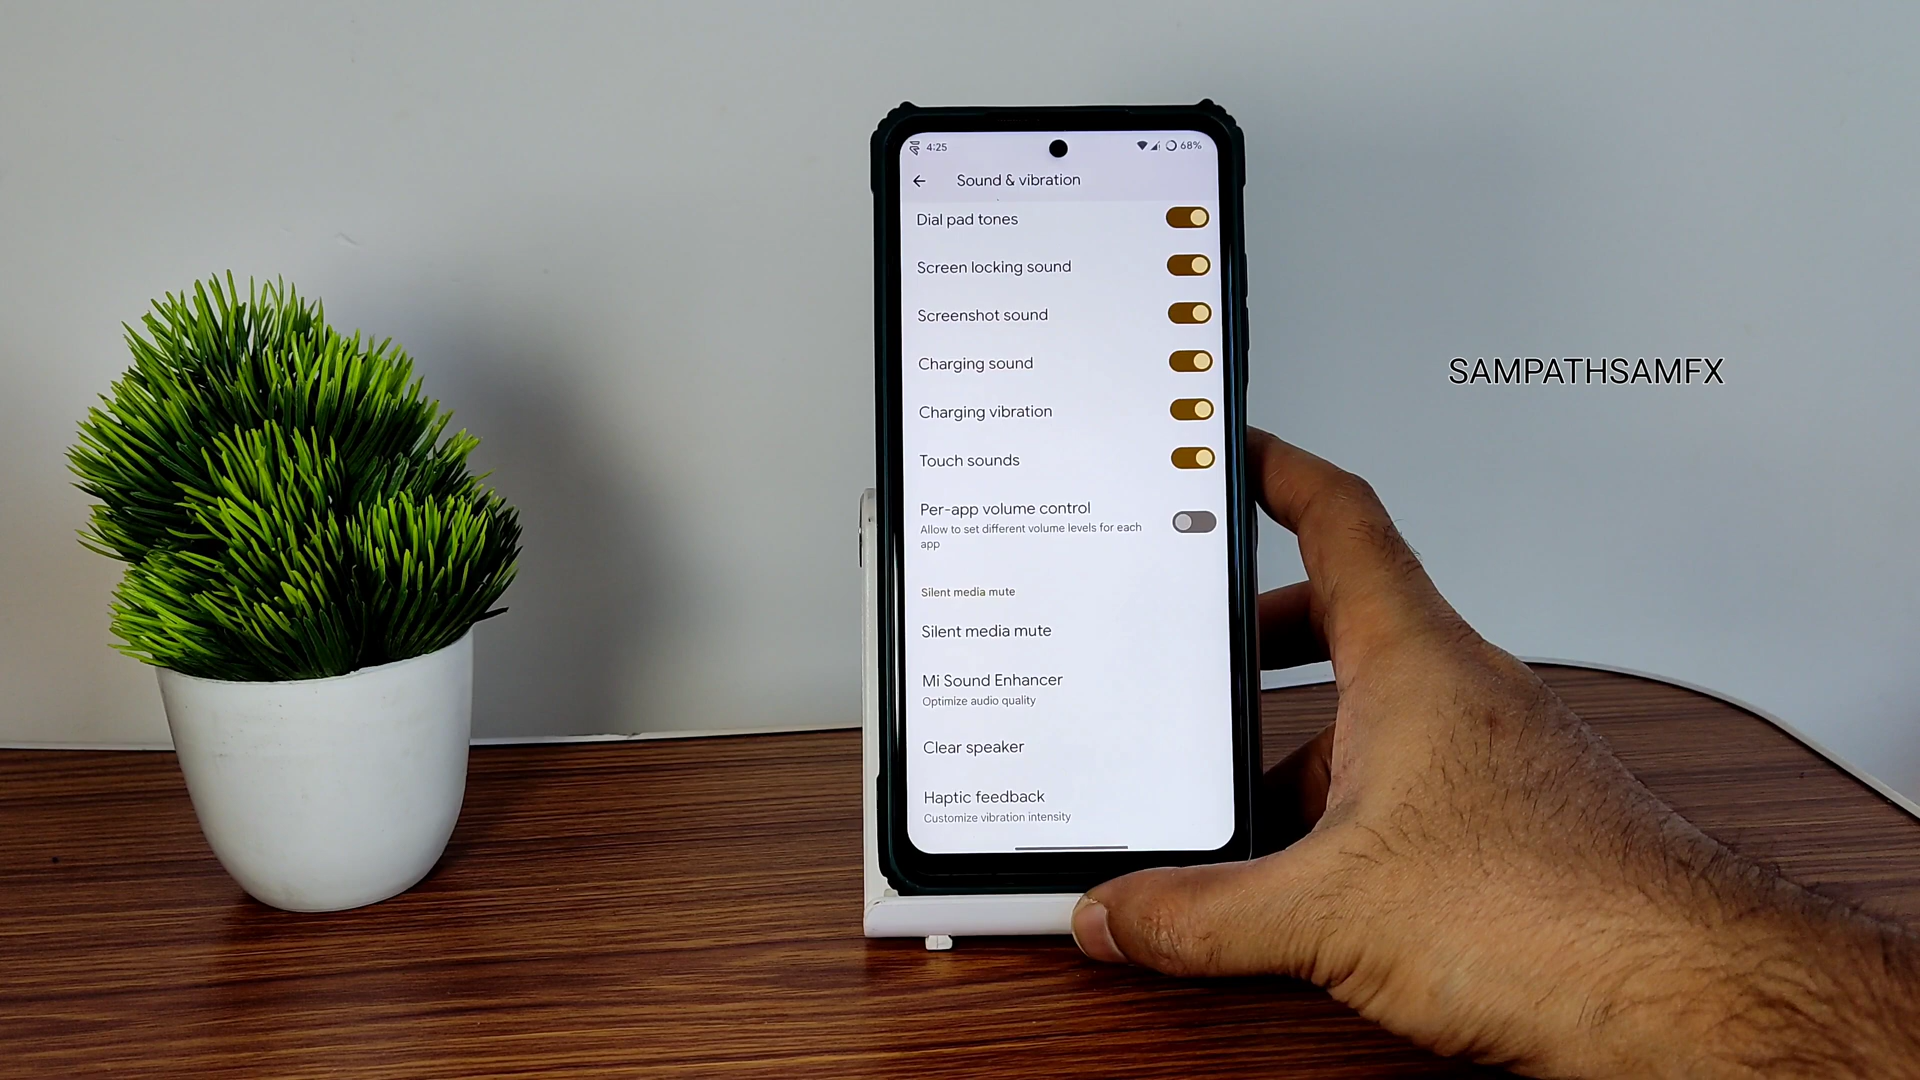 4:25
68%
Sound & vibration
Dial pad tones
Screen locking sound
Screenshot sound
Charging sound
Charging vibration
Touch sounds
Per-app volume control
Allow to set different volume levels for each
app
Silent media mute
Silent media mute
Mi Sound Enhancer
Optimize audio quality
Clear speaker
Haptic feedback
Customize vibration intensity
SAMPATHSAMFX